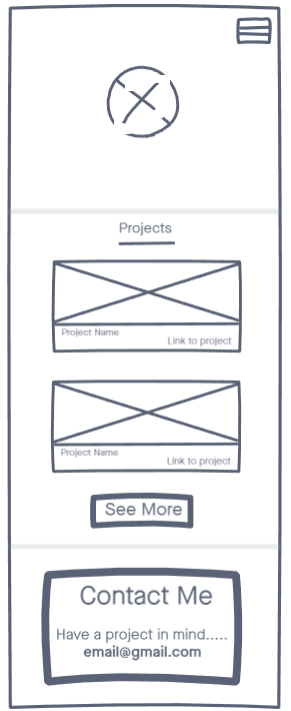 Projects
Project Name
Link to project
Project Name
Link to project
See More
Contact Me
Have a project in mind.....
email@gmail.com